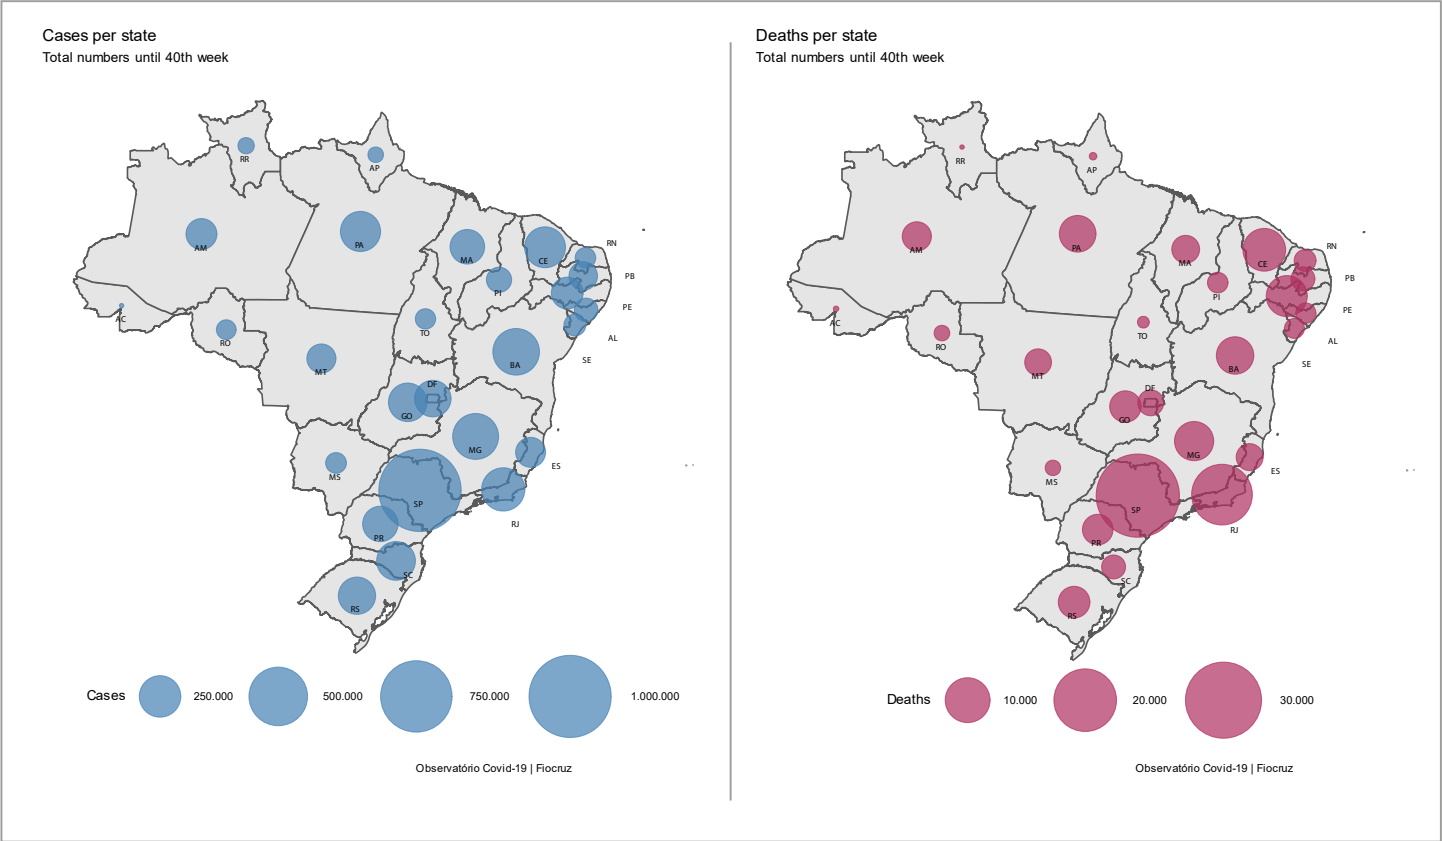 Cases per state
Total numbers until 40th week
RR
AP
AM
PA
MA
CE
RN
PI
PB
PE
AC
TO
RO
AL
SE
MT
BA
DF
GO
MG
ES
MS
SP
RJ
PR
SC
RS
Cases 250.000 500.000 750.000 1.000.000
Observatório Covid-19 | Fiocruz
Deaths per state
Total numbers until 40th week
RR
AP
AM
PA
MA
CE
RN
PI
PB
PE
AC
TO
RO
AL
SE
MT
BA
DF
GO
MG
ES
MS
SP
RJ
PR
SC
RS
Deaths 10.000 20.000 30.000
Observatório Covid-19 | Fiocruz